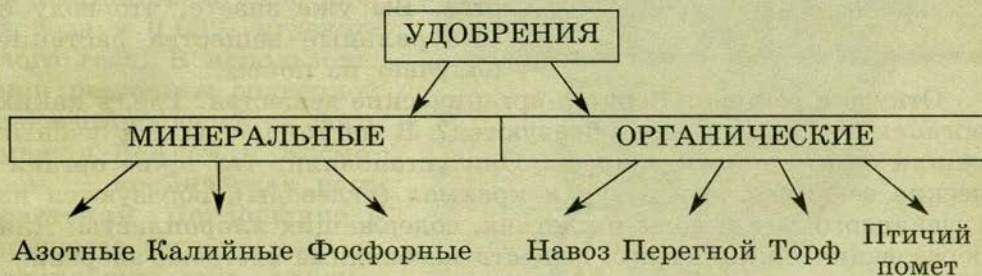 УДОБРЕНИЯ
МИНЕРАЛЬНЫЕ ОРГАНИЧЕСКИЕ
Азотные Калийные Фосфорные Навоз Перегной Торф Птичий
помет